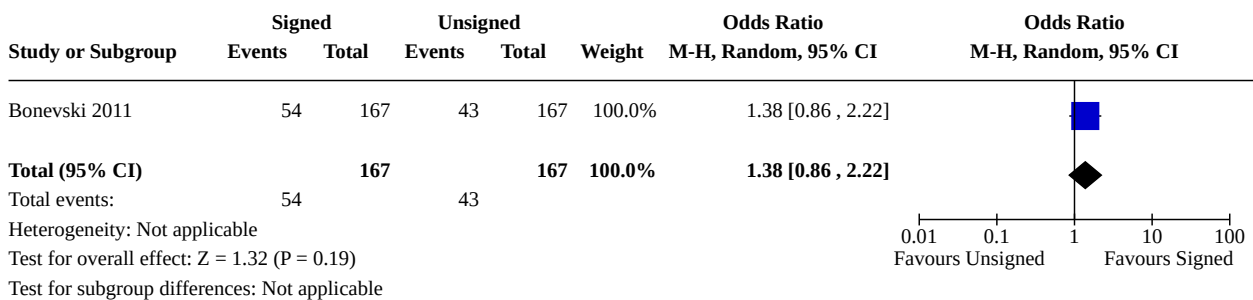 Signed Unsigned Odds Ratio Odds Ratio
Study or Subgroup Events Total Events Total Weight M-H, Random, 95% CI M-H, Random, 95% CI
Bonevski 2011 54 167 43 167 100.0% 1.38 [0.86 , 2.22]
Total (95% CI) 167 167 100.0% 1.38 [0.86 , 2.22]
Total events: 54 43
Heterogeneity: Not applicable
0.01 0.1 1 10 100
Test for overall effect: Z = 1.32 (P = 0.19) Favours Unsigned Favours Signed
Test for subgroup differences: Not applicable